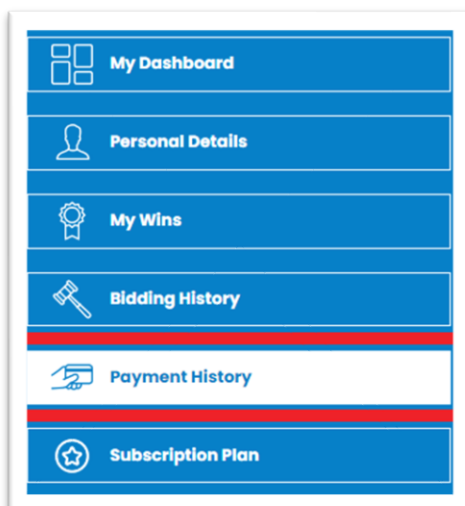 My Dashboard
Personal Details
My Wins
Bidding History
Payment History
Subscription Plan